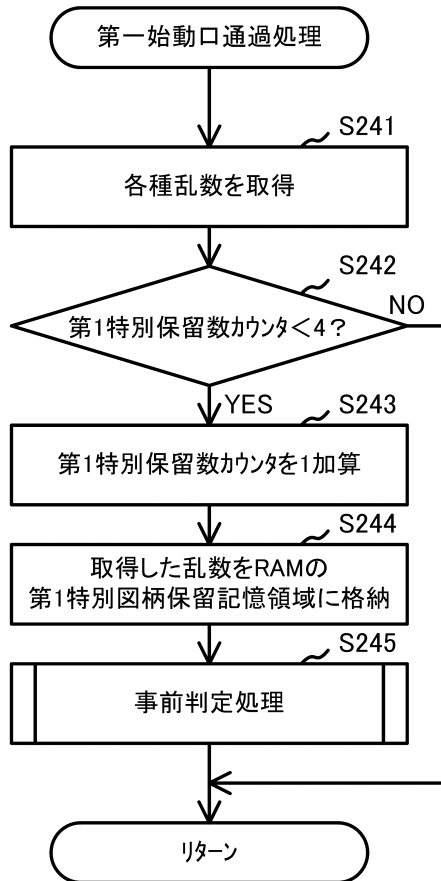 第一始動口通過処理
S241
各種乱数を取得
S242
第1特別保留数カウンタ＜4？
NO
YES
S243
第1特別保留数カウンタを1加算
S244
取得した乱数をRAMの
第1特別図柄保留記憶領域に格納
S245
事前判定処理
リターン